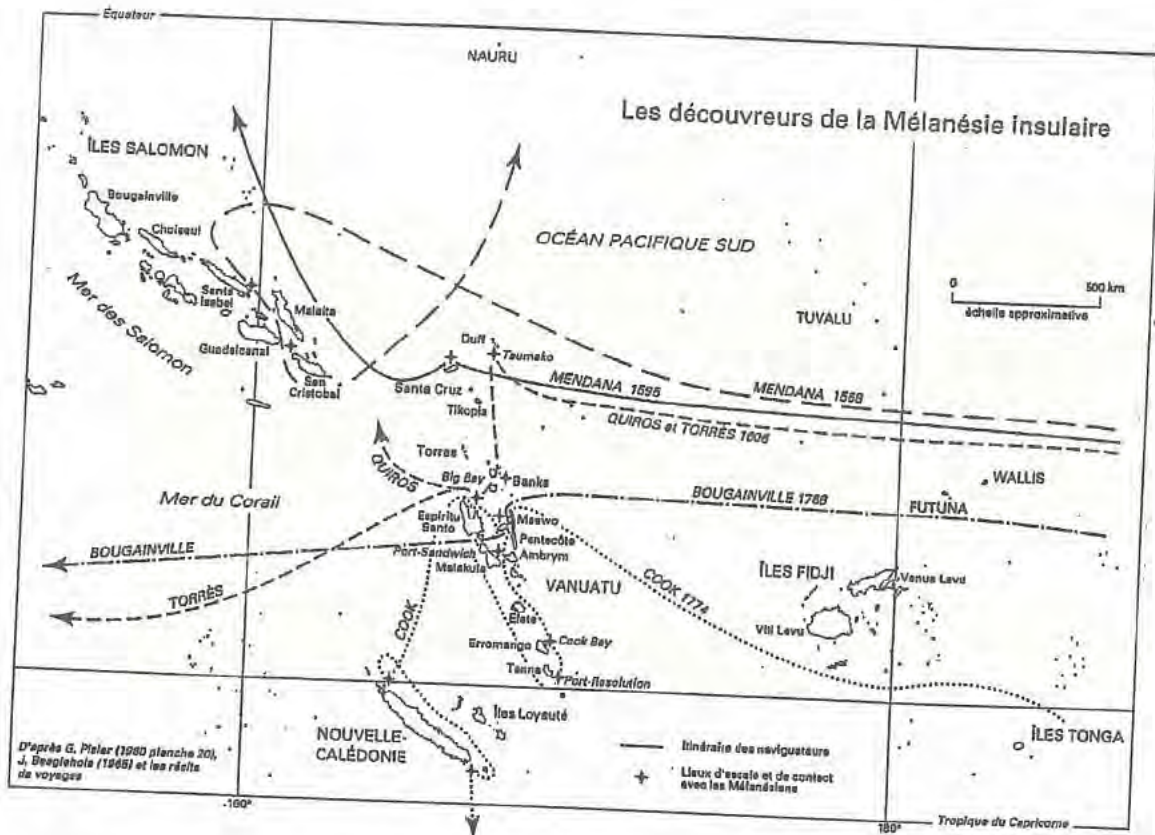 Équateur
NAURU
Les découvreurs de la Mélanésie insulaire
ÎLES SALOMON
Bougainville
Choiseul
OCÉAN PACIFIQUE SUD
Santa
Isabel
Malaita
Mer des Salomon
Guadalcanal
San
Cristobal
0 500 km
échelle approximative
TUVALU
Duff
Taumako
Santa Cruz
Tikopia
MENDANA 1595
MENDANA 1568
QUIROS et TORRÈS 1606
Torres
QUIROS
Big Bay
Banks
WALLIS
Mer du Corail
BOUGAINVILLE 1768
FUTUNA
Espiritu
Santo
Maewo
Pentecôte
BOUGAINVILLE
Port-Sandwich
Ambrym
Malakula
VANUATU
ÎLES FIDJI
Vanua Levu
TORRÈS
COOK
COOK 1774
Viti Levu
Efate
Erromango
Cook Bay
Tanna
Port-Resolution
Îles Loyauté
NOUVELLE-
CALÉDONIE
ÎLES TONGA
Itinéraire des navigateurs
Lieux d'escale et de contact
avec les Mélanésiens
D'après G. Pisier (1980 planche 20),
J. Beaglehole (1965) et les récits
de voyages
-160°
180°
Tropique du Capricorne